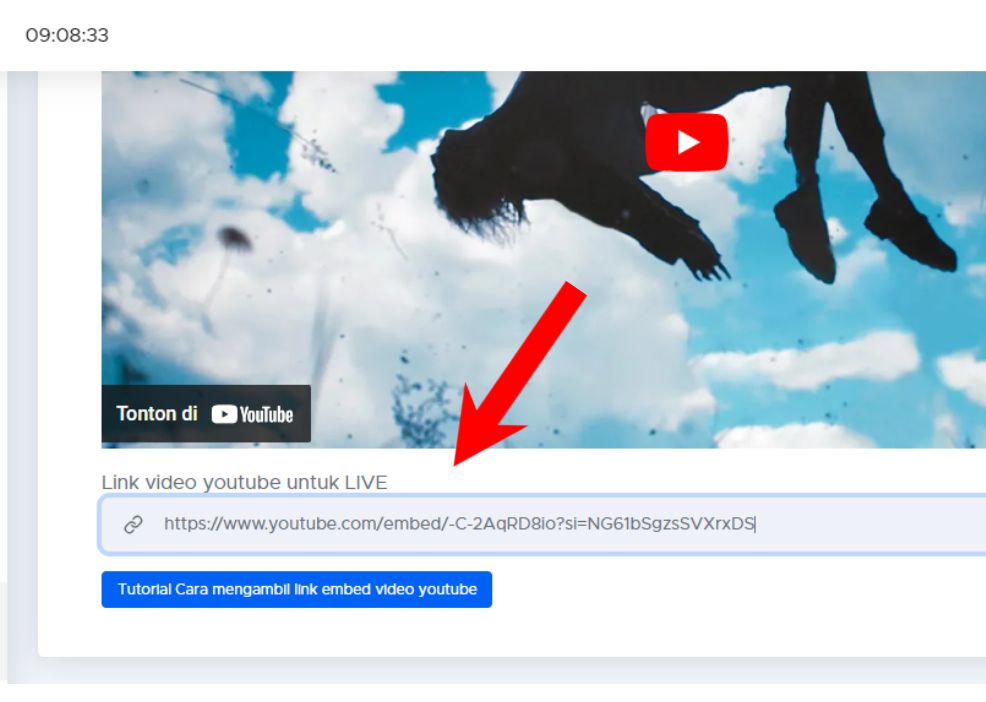 09:08:33
Tonton di YouTube
Link video youtube untuk LIVE
https://www.youtube.com/embed/-C-2AqRD8io?si=NG61bSgzsSVXrxDS
Tutorial Cara mengambil link embed video youtube